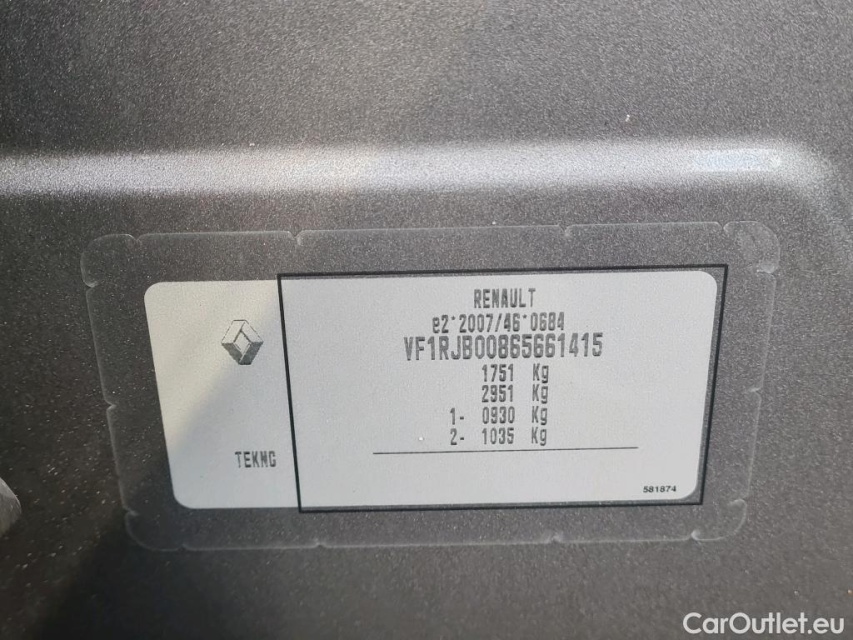 RENAULT
e2*2007/46*0684
VF1RJB00865661415
1751 Kg
2951 Kg
1- 0930 Kg
2- 1035 Kg
TEKNG
581874
CarOutlet.eu